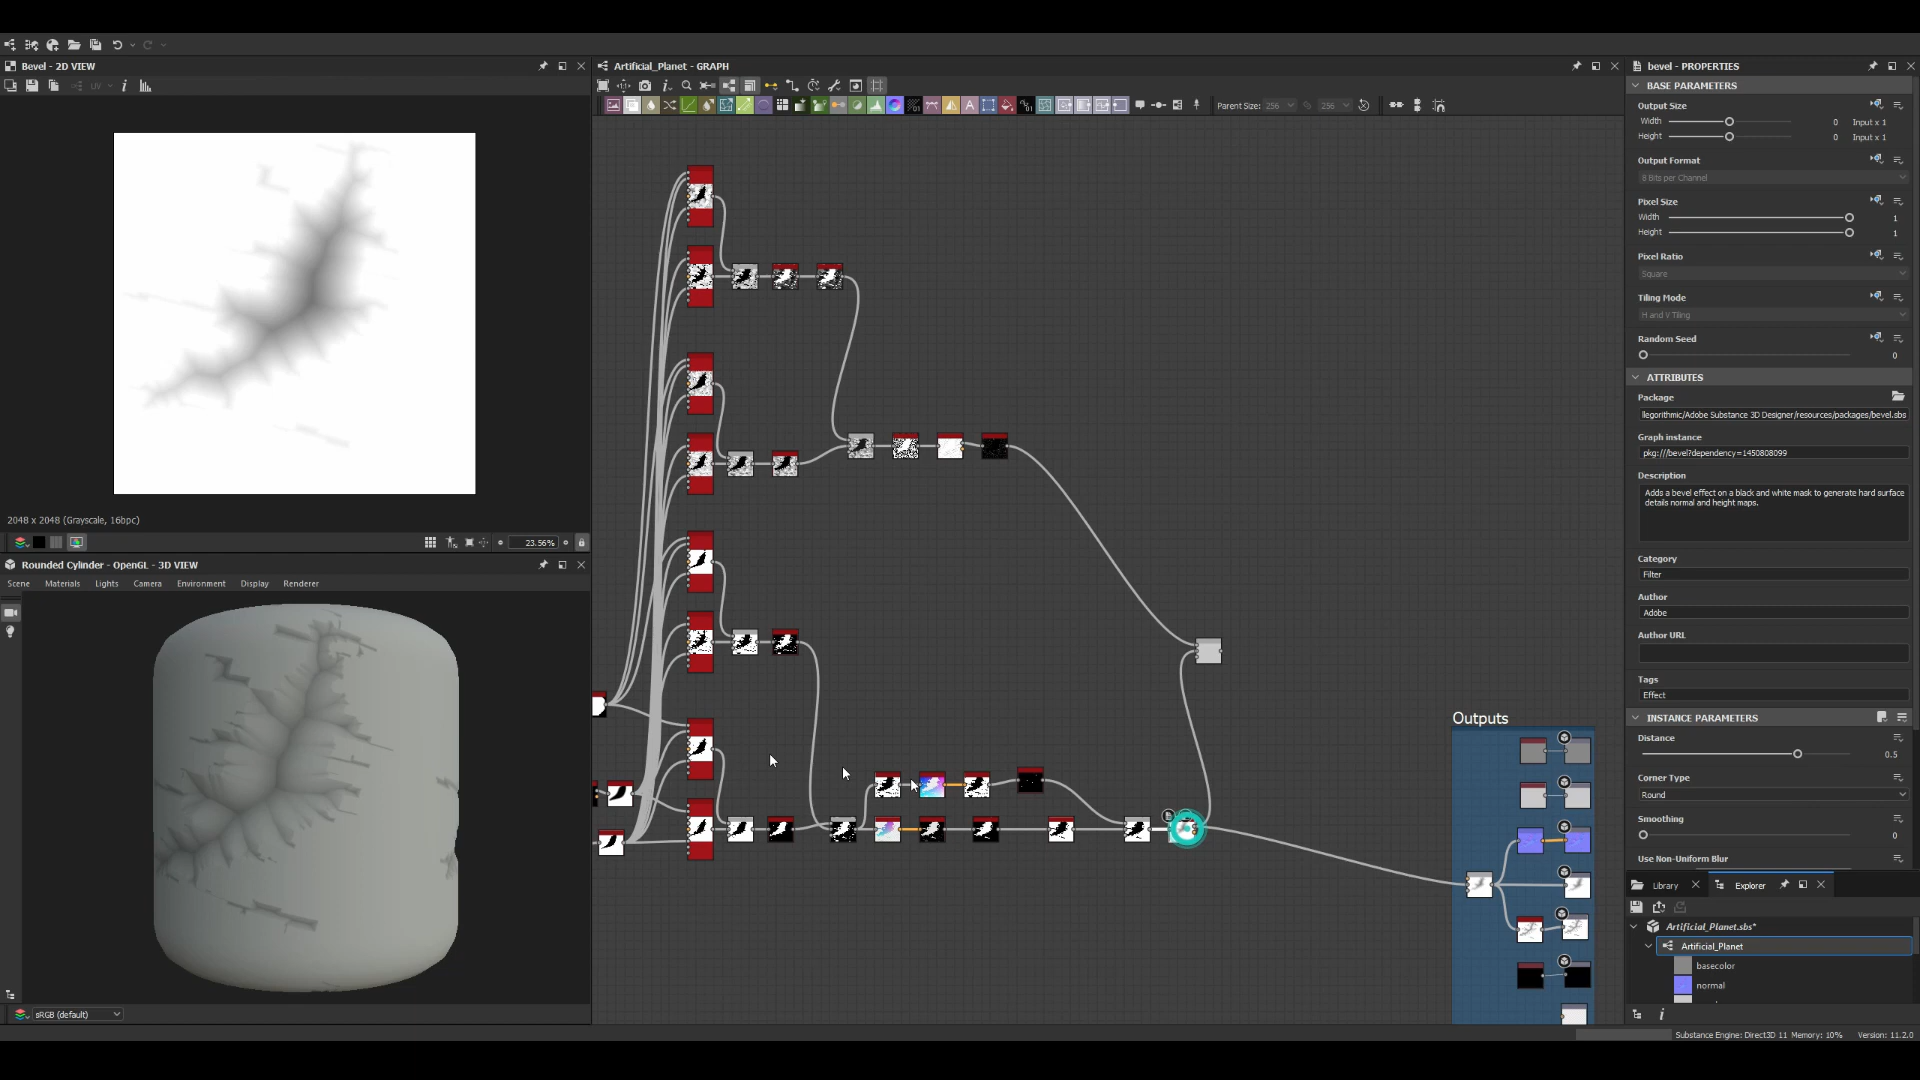 Bevel - 2D VIEW
UV
2048 x 2048 (Grayscale, 16bpc)
23.56%
Rounded Cylinder - OpenGL - 3D VIEW
Scene Materials Lights Camera Environment Display Renderer
sRGB (default)
Artificial_Planet - GRAPH
Parent Size: 256 256
Outputs
bevel - PROPERTIES
BASE PARAMETERS
Output Size
Width 0 Input x 1
Height 0 Input x 1
Output Format
8 Bits per Channel
Pixel Size
Width 1
Height 1
Pixel Ratio
Square
Tiling Mode
H and V Tiling
Random Seed
0
ATTRIBUTES
Package
llegorithmic/Adobe Substance 3D Designer/resources/packages/bevel.sbs
Graph instance
pkg:///bevel?dependency=1450808099
Description
Adds a bevel effect on a black and white mask to generate hard surface
details normal and height maps.
Category
Filter
Author
Adobe
Author URL
Tags
Effect
INSTANCE PARAMETERS
Distance
0.5
Corner Type
Round
Smoothing
0
Use Non-Uniform Blur
Library Explorer
Artificial_Planet.sbs*
Artificial_Planet
basecolor
normal
Substance Engine: Direct3D 11 Memory: 10% Version: 11.2.0